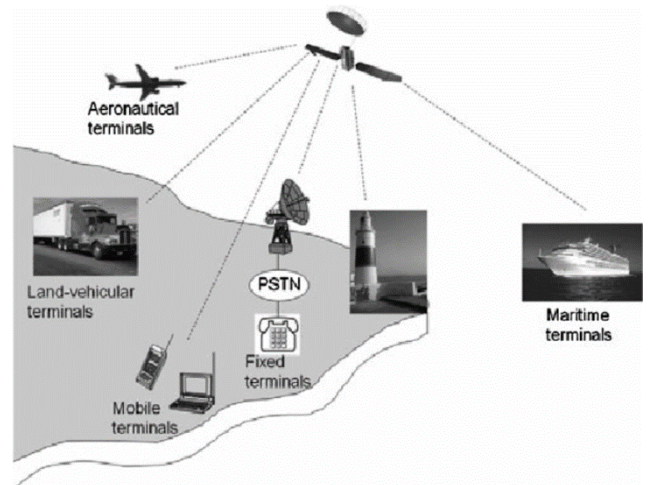 Aeronautical
terminals
Land-vehicular
terminals
PSTN
Fixed
terminals
Mobile
terminals
Maritime
terminals